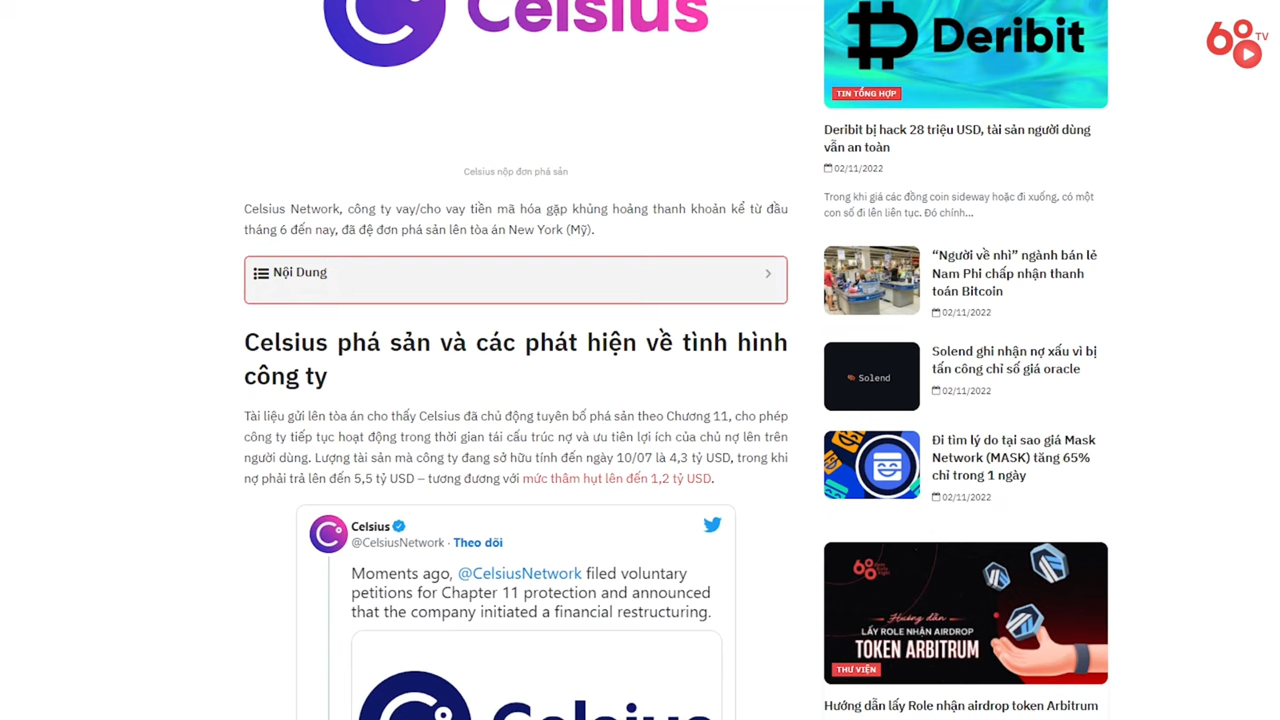 Celsius
Celsius nộp đơn phá sản
Celsius Network, công ty vay/cho vay tiền mã hóa gặp khủng hoảng thanh khoản kể từ đầu
tháng 6 đến nay, đã đệ đơn phá sản lên tòa án New York (Mỹ).
Nội Dung
Celsius phá sản và các phát hiện về tình hình
công ty
Tài liệu gửi lên tòa án cho thấy Celsius đã chủ động tuyên bố phá sản theo Chương 11, cho phép
công ty tiếp tục hoạt động trong thời gian tái cấu trúc nợ và ưu tiên lợi ích của chủ nợ lên trên
người dùng. Lượng tài sản mà công ty đang sở hữu tính đến ngày 10/07 là 4,3 tỷ USD, trong khi
nợ phải trả lên đến 5,5 tỷ USD – tương đương với mức thâm hụt lên đến 1,2 tỷ USD.
Celsius
@CelsiusNetwork · Theo dõi
Moments ago, @CelsiusNetwork filed voluntary
petitions for Chapter 11 protection and announced
that the company initiated a financial restructuring.
Celsius
Deribit
TIN TỔNG HỢP
Deribit bị hack 28 triệu USD, tài sản người dùng
vẫn an toàn
02/11/2022
Trong khi giá các đồng coin sideway hoặc đi xuống, có một
con số đi lên liên tục. Đó chính...
“Người về nhì” ngành bán lẻ
Nam Phi chấp nhận thanh
toán Bitcoin
02/11/2022
Solend
Solend ghi nhận nợ xấu vì bị
tấn công chỉ số giá oracle
02/11/2022
Đi tìm lý do tại sao giá Mask
Network (MASK) tăng 65%
chỉ trong 1 ngày
02/11/2022
Hướng dẫn
LẤY ROLE NHẬN AIRDROP
TOKEN ARBITRUM
THƯ VIỆN
Hướng dẫn lấy Role nhận airdrop token Arbitrum
TV